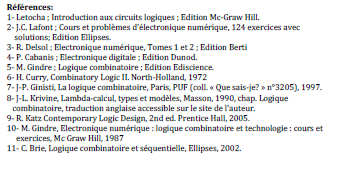 Références:
1- Letocha ; Introduction aux circuits logiques ; Edition Mc-Graw Hill.
2- J.C. Lafont ; Cours et problèmes d'électronique numérique, 124 exercices avec
solutions; Edition Ellipses.
3- R. Delsol ; Electronique numérique, Tomes 1 et 2 ; Edition Berti
4- P. Cabanis ; Electronique digitale ; Edition Dunod.
5- M. Gindre ; Logique combinatoire ; Edition Ediscience.
6- H. Curry, Combinatory Logic II. North-Holland, 1972
7- J-P. Ginisti, La logique combinatoire, Paris, PUF (coll. « Que sais-je? » n°3205), 1997.
8- J-L. Krivine, Lambda-calcul, types et modèles, Masson, 1990, chap. Logique
combinatoire, traduction anglaise accessible sur le site de l'auteur.
9- R. Katz Contemporary Logic Design, 2nd ed. Prentice Hall, 2005.
10- M. Gindre, Electronique numérique : logique combinatoire et technologie : cours et
exercices, Mc Graw Hill, 1987
11- C. Brie, Logique combinatoire et séquentielle, Ellipses, 2002.